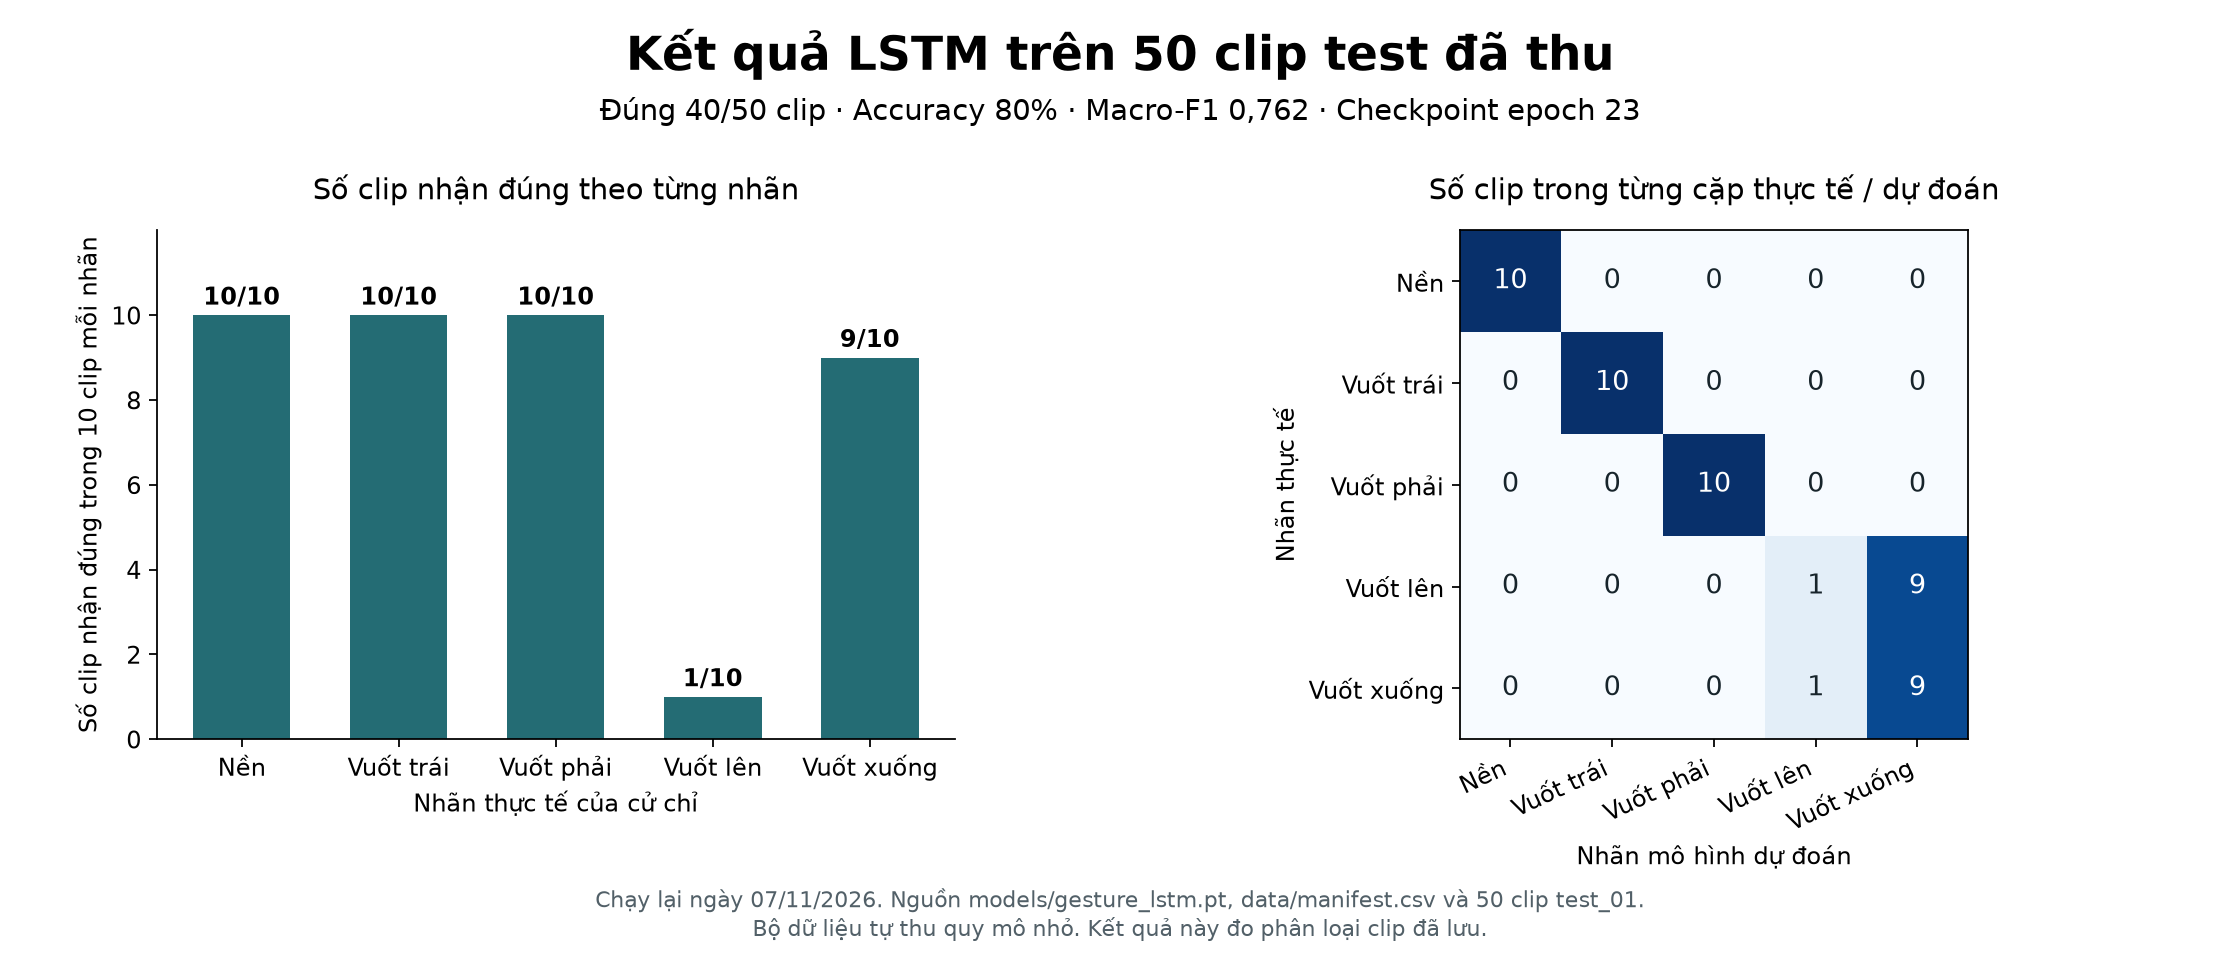 Kết quả LSTM trên 50 clip test đã thu
Đúng 40/50 clip · Accuracy 80% · Macro-F1 0,762 · Checkpoint epoch 23
Số clip nhận đúng theo từng nhãn
Số clip nhận đúng trong 10 clip mỗi nhãn
10
8
6
4
2
0
10/10
10/10
10/10
1/10
9/10
Nền
Vuốt trái
Vuốt phải
Vuốt lên
Vuốt xuống
Nhãn thực tế của cử chỉ
Số clip trong từng cặp thực tế / dự đoán
Nhãn thực tế
Nền 10 0 0 0 0
Vuốt trái 0 10 0 0 0
Vuốt phải 0 0 10 0 0
Vuốt lên 0 0 0 1 9
Vuốt xuống 0 0 0 1 9
Nền
Vuốt trái
Vuốt phải
Vuốt lên
Vuốt xuống
Nhãn mô hình dự đoán
Chạy lại ngày 07/11/2026. Nguồn models/gesture_lstm.pt, data/manifest.csv và 50 clip test_01.
Bộ dữ liệu tự thu quy mô nhỏ. Kết quả này đo phân loại clip đã lưu.